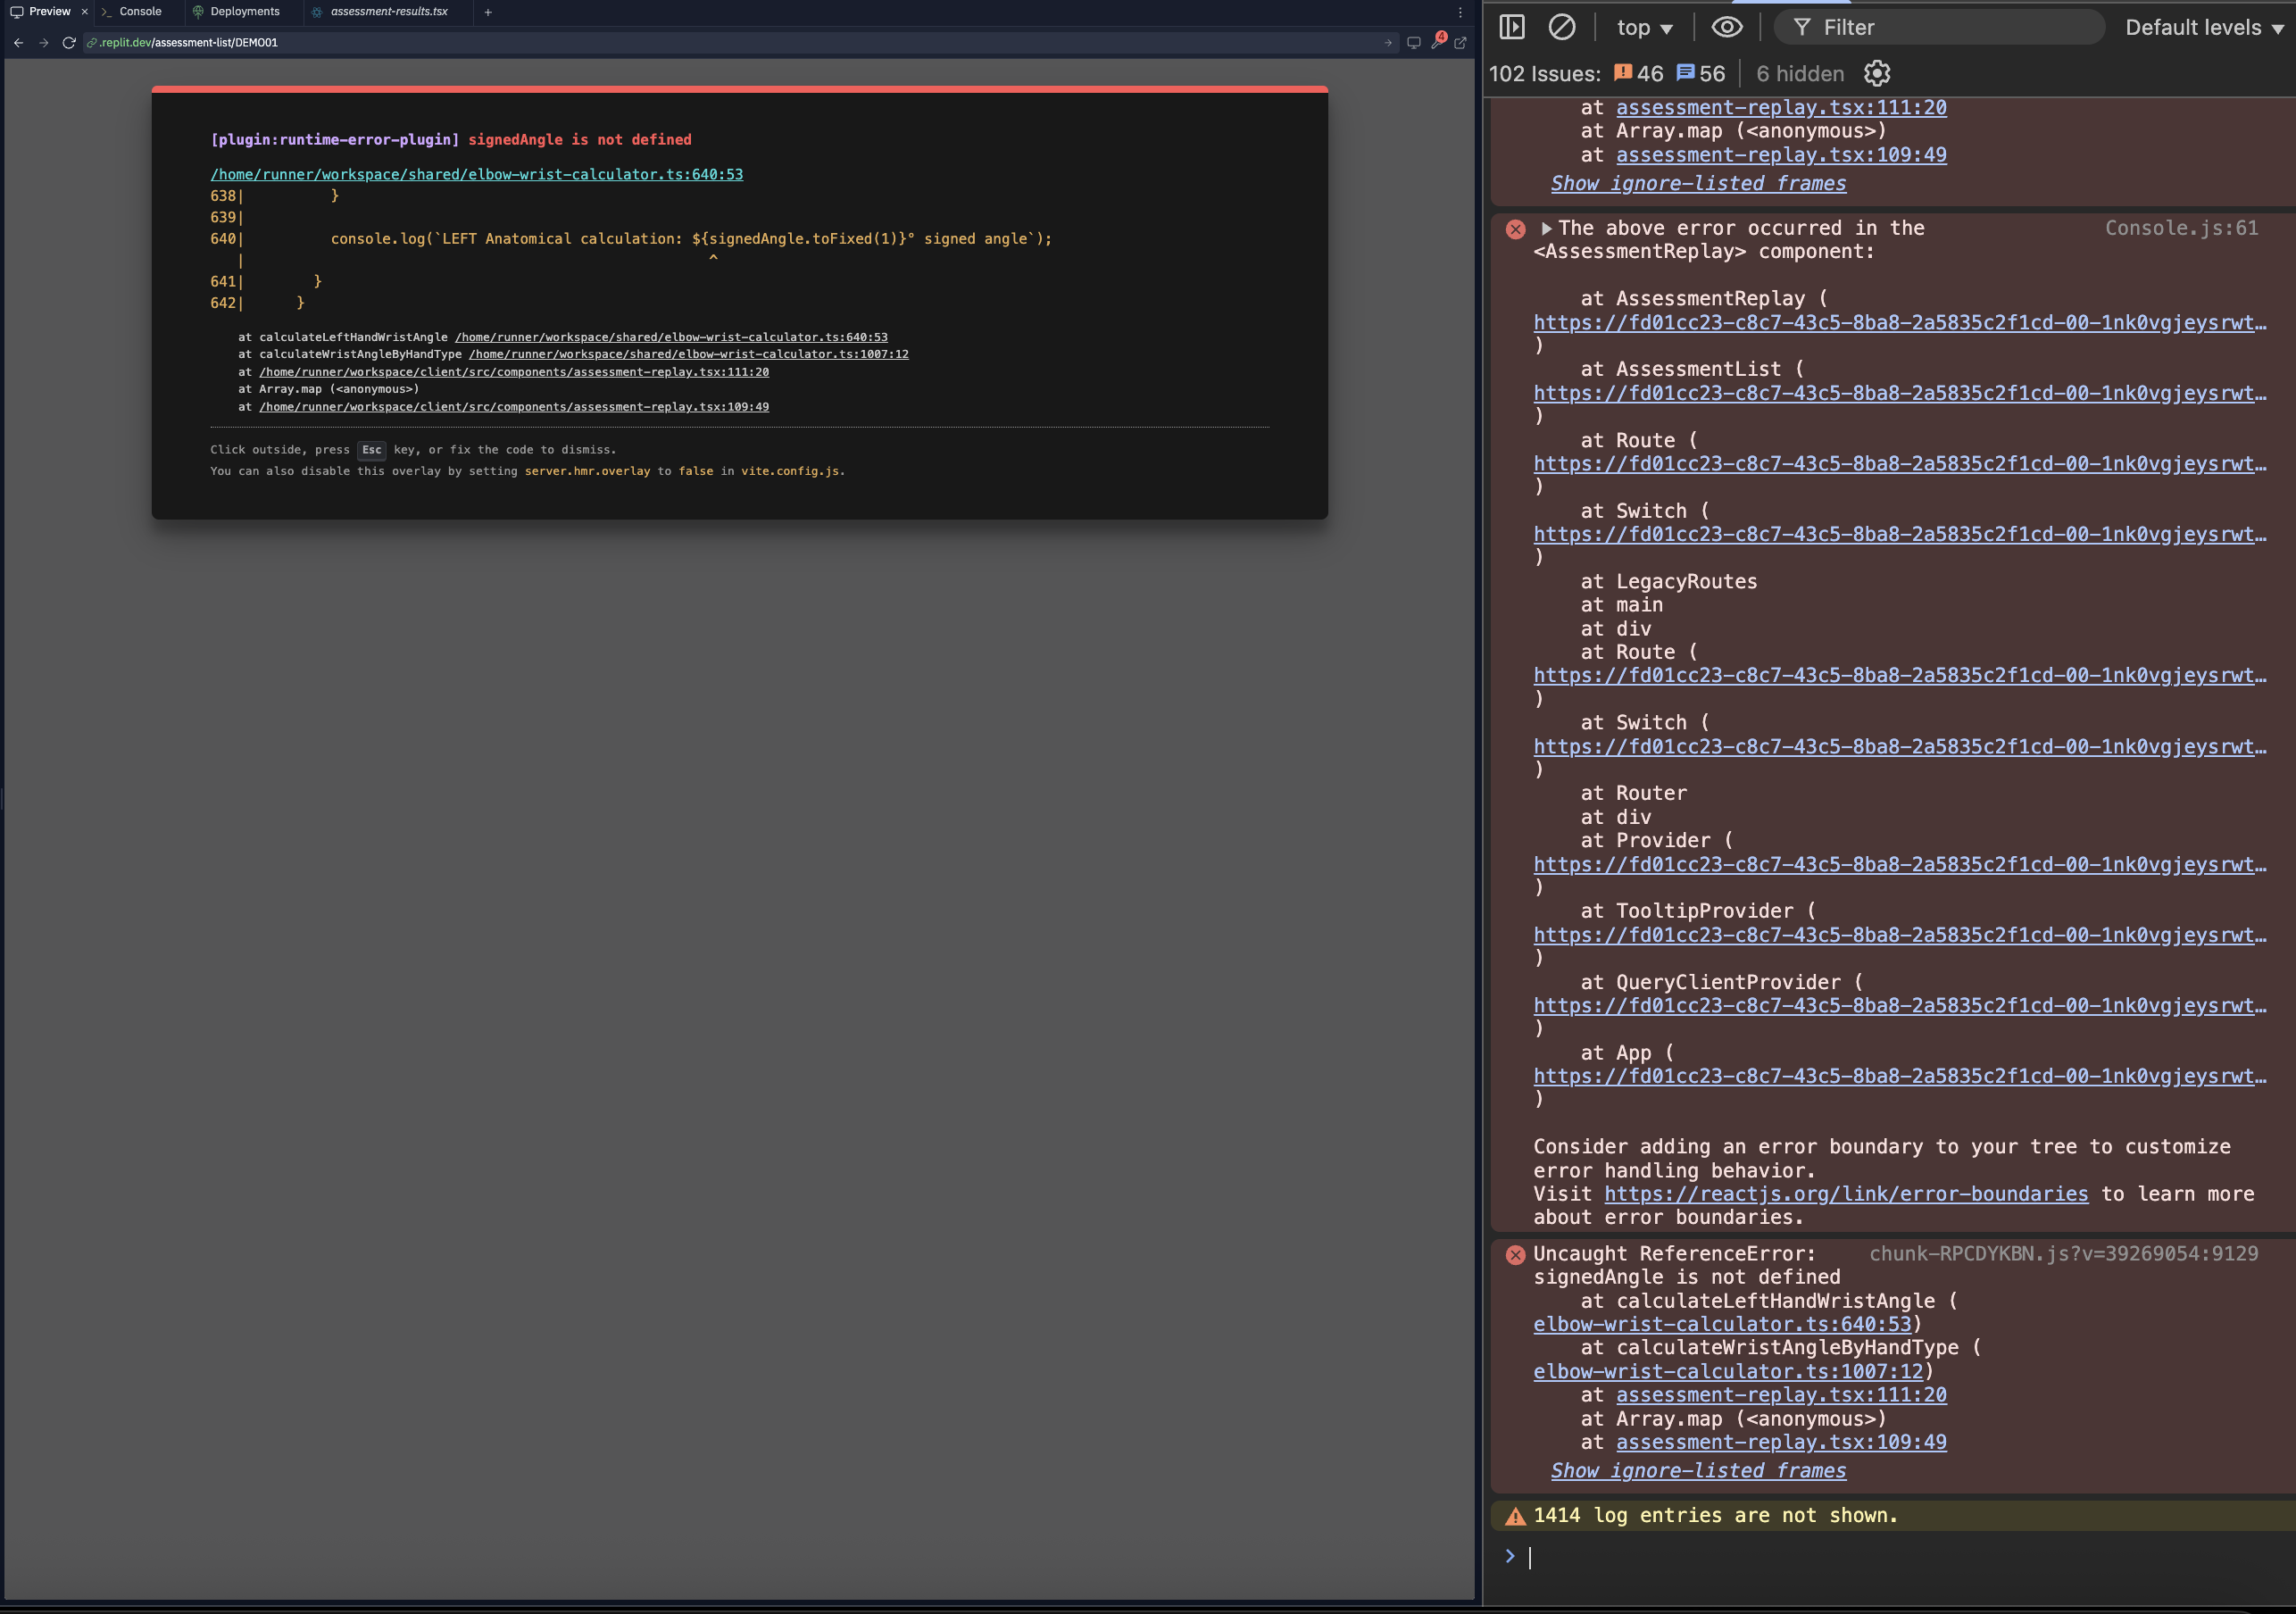 Preview × Console Deployments assessment-results.tsx +
.replit.dev/assessment-list/DEMO01 4
[plugin:runtime-error-plugin] signedAngle is not defined
/home/runner/workspace/shared/elbow-wrist-calculator.ts:640:53
638| }
639|
640| console.log(`LEFT Anatomical calculation: ${signedAngle.toFixed(1)}° signed angle`);
| ^
641| }
642| }
at calculateLeftHandWristAngle /home/runner/workspace/shared/elbow-wrist-calculator.ts:640:53
at calculateWristAngleByHandType /home/runner/workspace/shared/elbow-wrist-calculator.ts:1007:12
at /home/runner/workspace/client/src/components/assessment-replay.tsx:111:20
at Array.map (<anonymous>)
at /home/runner/workspace/client/src/components/assessment-replay.tsx:109:49
Click outside, press Esc key, or fix the code to dismiss.
You can also disable this overlay by setting server.hmr.overlay to false in vite.config.js.
top Filter Default levels
102 Issues: 46 56 6 hidden
at assessment-replay.tsx:111:20
at Array.map (<anonymous>)
at assessment-replay.tsx:109:49
Show ignore-listed frames
The above error occurred in the Console.js:61
<AssessmentReplay> component:
at AssessmentReplay (
https://fd01cc23-c8c7-43c5-8ba8-2a5835c2f1cd-00-1nk0vgjeysrwt…
)
at AssessmentList (
https://fd01cc23-c8c7-43c5-8ba8-2a5835c2f1cd-00-1nk0vgjeysrwt…
)
at Route (
https://fd01cc23-c8c7-43c5-8ba8-2a5835c2f1cd-00-1nk0vgjeysrwt…
)
at Switch (
https://fd01cc23-c8c7-43c5-8ba8-2a5835c2f1cd-00-1nk0vgjeysrwt…
)
at LegacyRoutes
at main
at div
at Route (
https://fd01cc23-c8c7-43c5-8ba8-2a5835c2f1cd-00-1nk0vgjeysrwt…
)
at Switch (
https://fd01cc23-c8c7-43c5-8ba8-2a5835c2f1cd-00-1nk0vgjeysrwt…
)
at Router
at div
at Provider (
https://fd01cc23-c8c7-43c5-8ba8-2a5835c2f1cd-00-1nk0vgjeysrwt…
)
at TooltipProvider (
https://fd01cc23-c8c7-43c5-8ba8-2a5835c2f1cd-00-1nk0vgjeysrwt…
)
at QueryClientProvider (
https://fd01cc23-c8c7-43c5-8ba8-2a5835c2f1cd-00-1nk0vgjeysrwt…
)
at App (
https://fd01cc23-c8c7-43c5-8ba8-2a5835c2f1cd-00-1nk0vgjeysrwt…
)
Consider adding an error boundary to your tree to customize
error handling behavior.
Visit https://reactjs.org/link/error-boundaries to learn more
about error boundaries.
Uncaught ReferenceError: chunk-RPCDYKBN.js?v=39269054:9129
signedAngle is not defined
at calculateLeftHandWristAngle (
elbow-wrist-calculator.ts:640:53)
at calculateWristAngleByHandType (
elbow-wrist-calculator.ts:1007:12)
at assessment-replay.tsx:111:20
at Array.map (<anonymous>)
at assessment-replay.tsx:109:49
Show ignore-listed frames
1414 log entries are not shown.